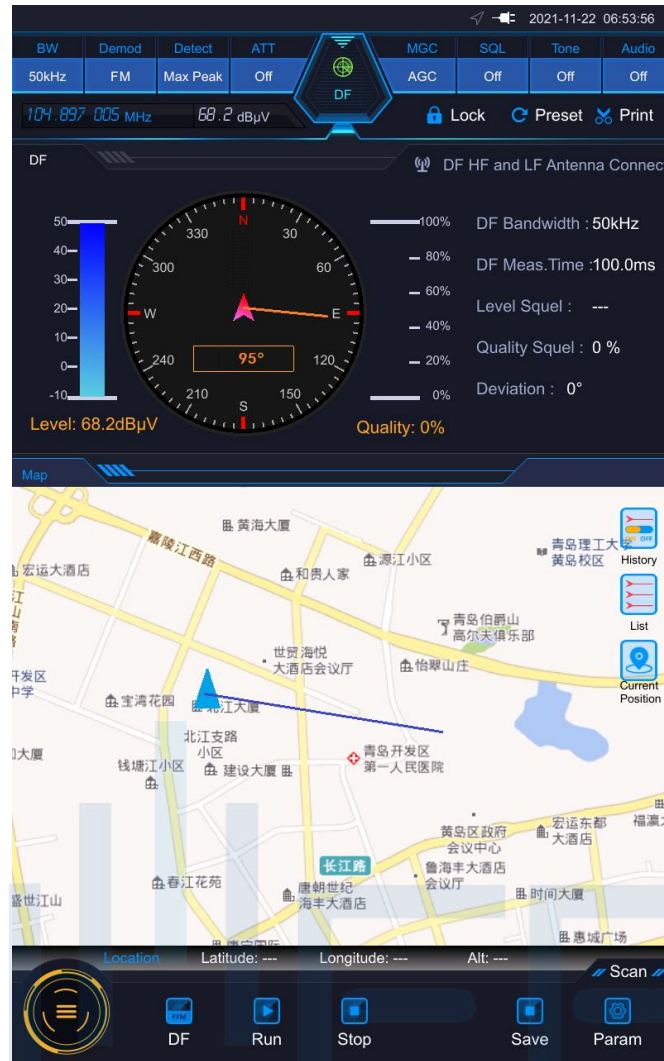 2021-11-22 06:53:56
BW Demod Detect ATT MGC SQL Tone Audio
50kHz FM Max Peak Off DF AGC Off Off Off
104.897 005 MHz 68.2 dBµV Lock Preset Print
DF DF HF and LF Antenna Connec
50
40
30
20
10
0
-10
Level: 68.2dBµV
N
330 30
300 60
W E
95°
240 120
210 150
S
100%
80%
60%
40%
20%
0%
Quality: 0%
DF Bandwidth : 50kHz
DF Meas.Time :100.0ms
Level Squel : ---
Quality Squel : 0 %
Deviation : 0°
Map
黄海大厦
嘉陵江西路
源江小区
青岛理工大学
黄岛校区
ON OFF
History
宏运大酒店
和贵人家
江山南路
List
青岛伯爵山
高尔夫俱乐部
世贸海悦
大酒店会议厅
怡翠山庄
Current
Position
开发区
中学
宝湾花园
北江大厦
北江支路
小区
大厦
钱塘江小区
建设大厦
青岛开发区
第一人民医院
黄岛区政府
会议中心
宏运东都
大酒店
福瀛
长江路
鲁海丰大酒店
会议厅
春江花苑
唐朝世纪
海丰大酒店
时间大厦
盛世江山
惠城广场
Location Latitude: --- Longitude: --- Alt: ---
Scan
FFM
DF Run Stop Save Param